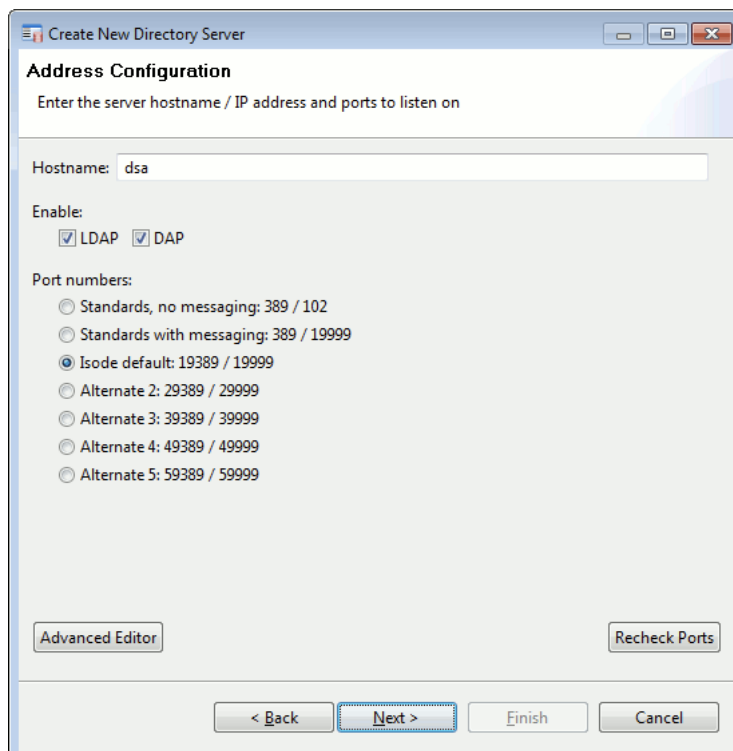 Create New Directory Server
Address Configuration
Enter the server hostname / IP address and ports to listen on
Hostname: dsa
Enable:
LDAP DAP
Port numbers:
Standards, no messaging: 389 / 102
Standards with messaging: 389 / 19999
Isode default: 19389 / 19999
Alternate 2: 29389 / 29999
Alternate 3: 39389 / 39999
Alternate 4: 49389 / 49999
Alternate 5: 59389 / 59999
Advanced Editor Recheck Ports
< Back Next > Finish Cancel